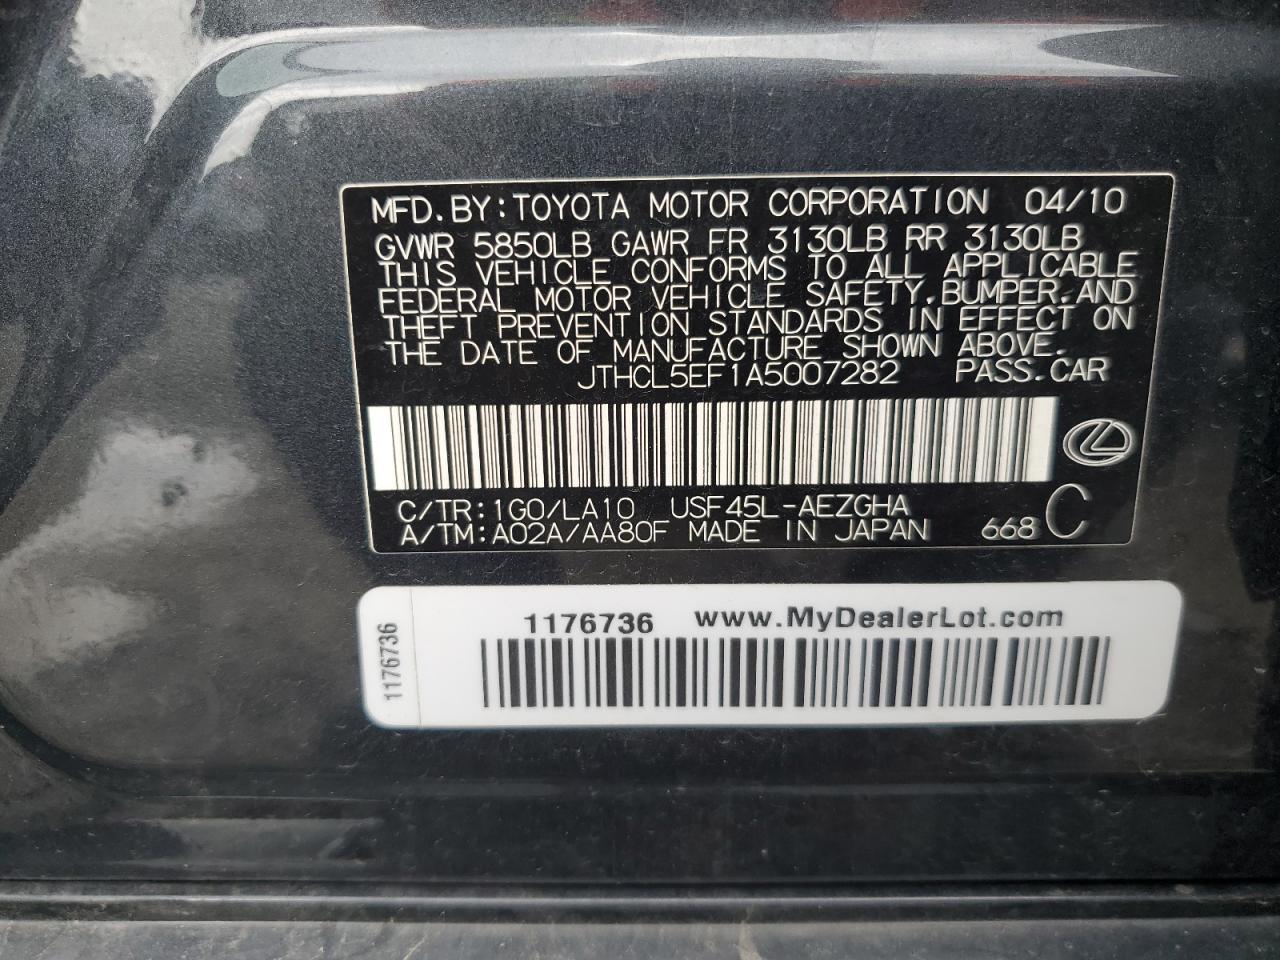 MFD.BY:TOYOTA MOTOR CORPORATION 04/10
GVWR 5850LB GAWR FR 3130LB RR 3130LB
THIS VEHICLE CONFORMS TO ALL APPLICABLE
FEDERAL MOTOR VEHICLE SAFETY,BUMPER,AND
THEFT PREVENTION STANDARDS IN EFFECT ON
THE DATE OF MANUFACTURE SHOWN ABOVE.
JTHCL5EF1A5007282 PASS.CAR
C/TR:1G0/LA10 USF45L-AEZGHA
A/TM:A02A/AA80F MADE IN JAPAN 668 C
1176736 www.MyDealerLot.com
1176736